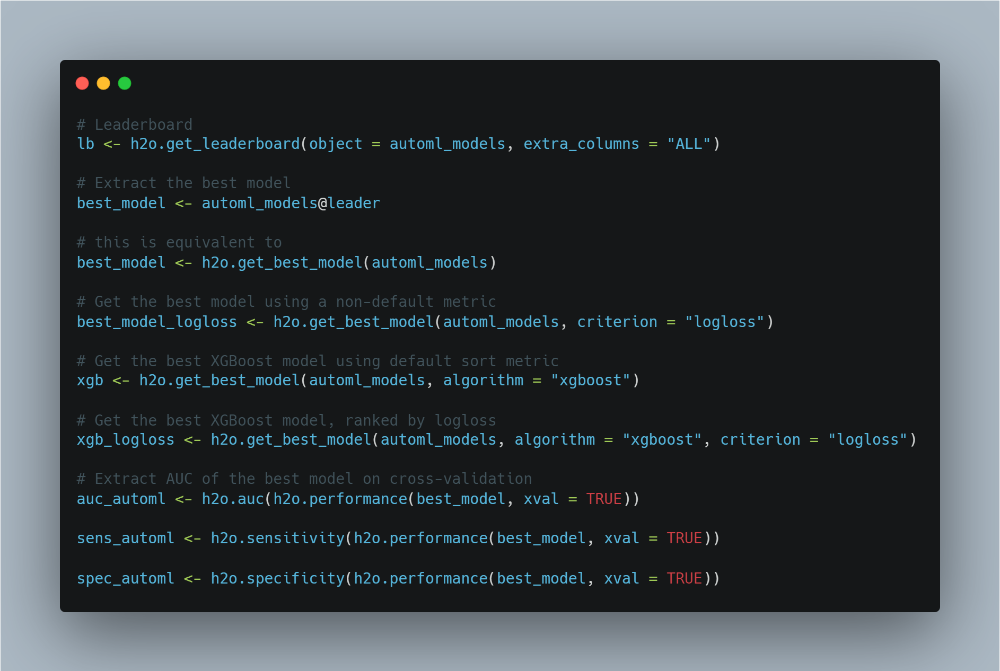 # Leaderboard
lb <- h2o.get_leaderboard(object = automl_models, extra_columns = "ALL")
# Extract the best model
best_model <- automl_models@leader
# this is equivalent to
best_model <- h2o.get_best_model(automl_models)
# Get the best model using a non-default metric
best_model_logloss <- h2o.get_best_model(automl_models, criterion = "logloss")
# Get the best XGBoost model using default sort metric
xgb <- h2o.get_best_model(automl_models, algorithm = "xgboost")
# Get the best XGBoost model, ranked by logloss
xgb_logloss <- h2o.get_best_model(automl_models, algorithm = "xgboost", criterion = "logloss")
# Extract AUC of the best model on cross-validation
auc_automl <- h2o.auc(h2o.performance(best_model, xval = TRUE))
sens_automl <- h2o.sensitivity(h2o.performance(best_model, xval = TRUE))
spec_automl <- h2o.specificity(h2o.performance(best_model, xval = TRUE))